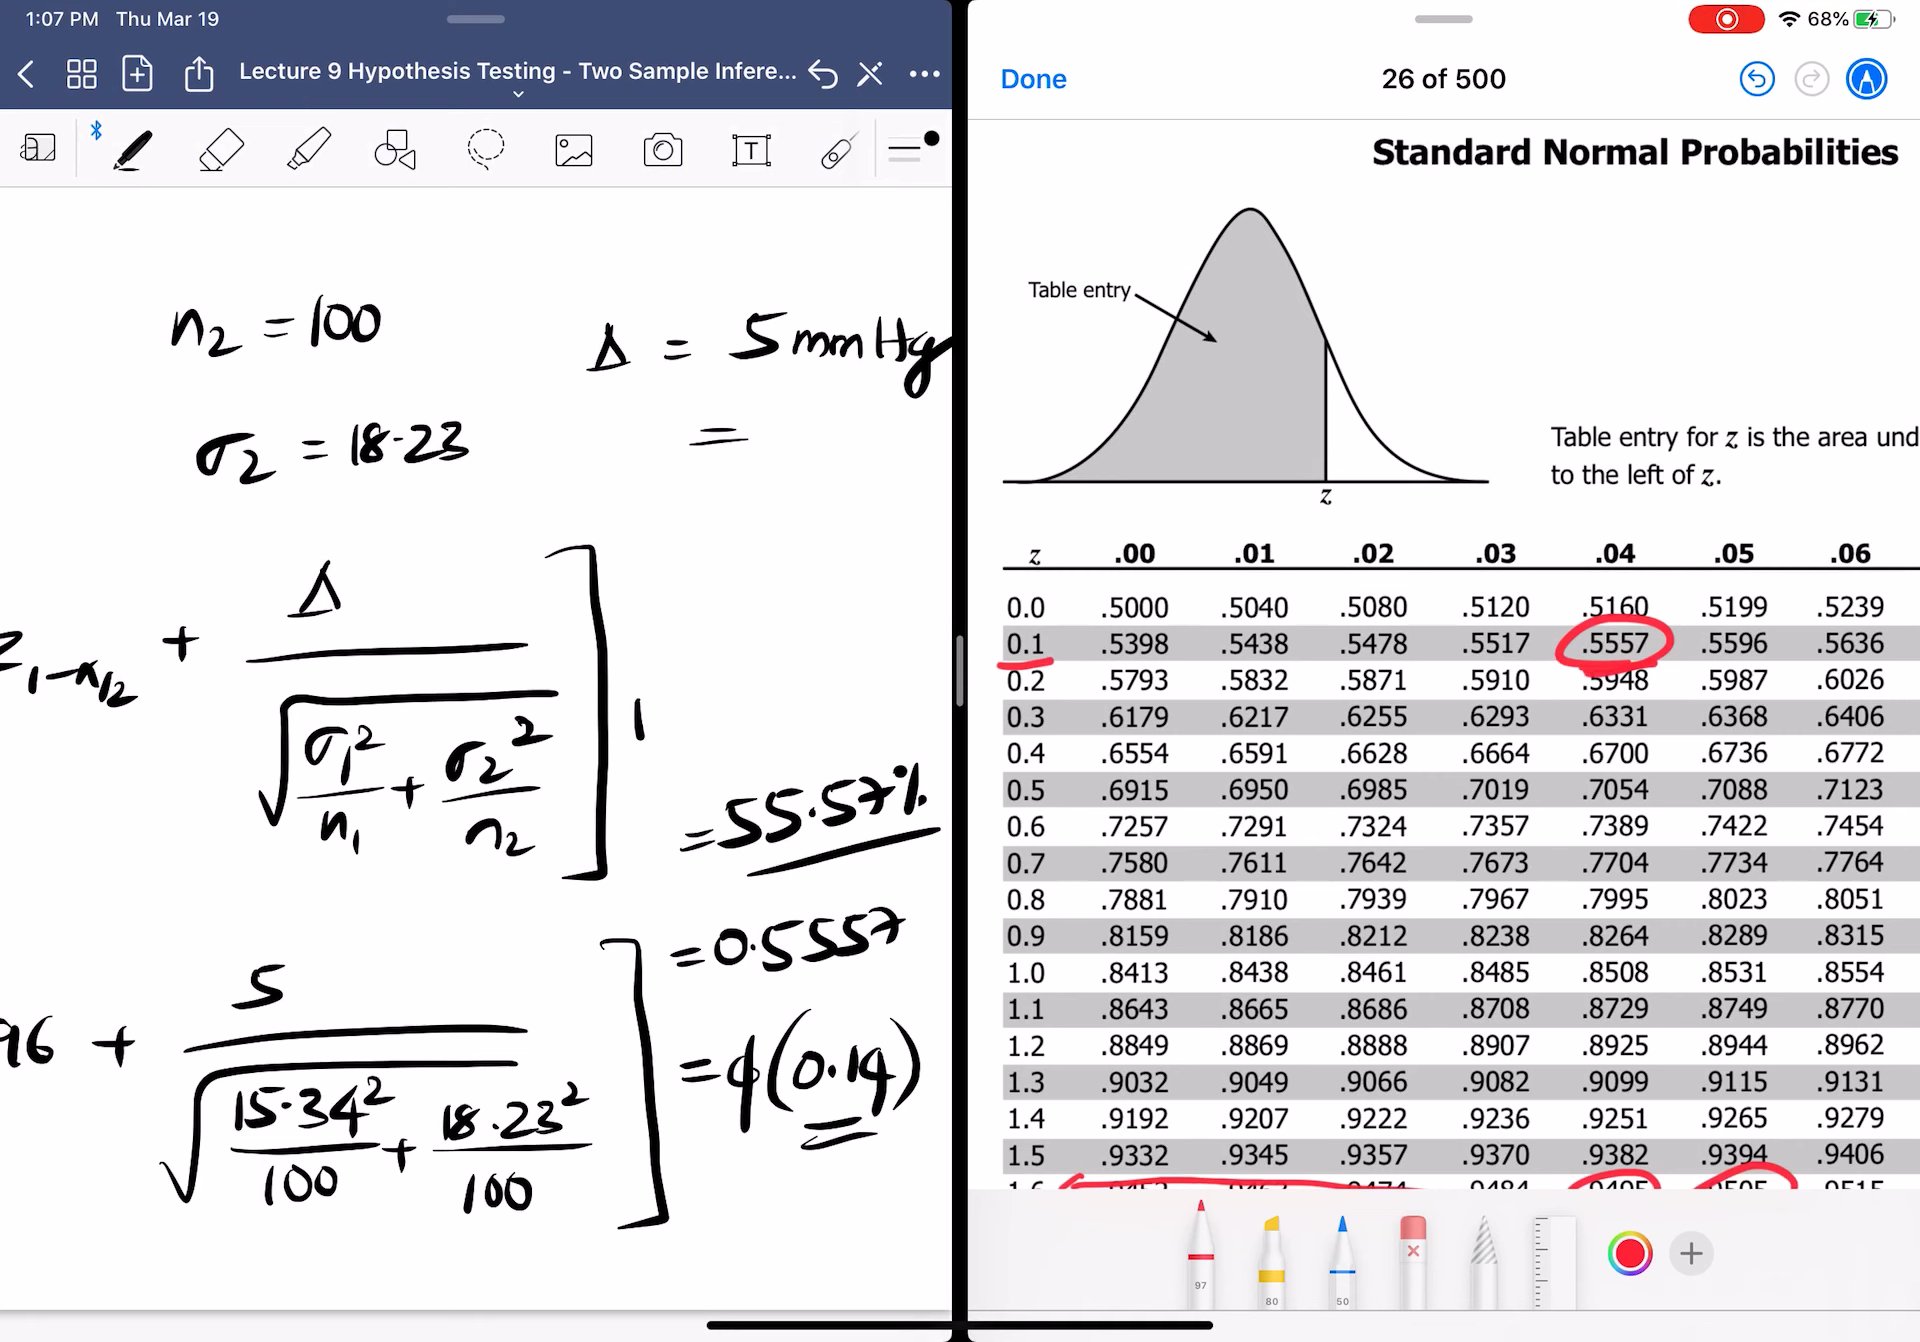 1:07 PM Thu Mar 19
Lecture 9 Hypothesis Testing - Two Sample Infere...
T
n₂ = 100
Δ = 5 mmHg
σ₂ = 18.23
=
z₁₋α/₂ + Δ
√ σ₁² / n₁ + σ₂² / n₂ ]
= 55.57%
= 0.5557
96 + 5
√ 15.34² / 100 + 18.23² / 100 ]
= φ(0.14)
68%
Done
26 of 500
Standard Normal Probabilities
Table entry
z
Table entry for z is the area und
to the left of z.
z .00 .01 .02 .03 .04 .05 .06
0.0 .5000 .5040 .5080 .5120 .5160 .5199 .5239
0.1 .5398 .5438 .5478 .5517 .5557 .5596 .5636
0.2 .5793 .5832 .5871 .5910 .5948 .5987 .6026
0.3 .6179 .6217 .6255 .6293 .6331 .6368 .6406
0.4 .6554 .6591 .6628 .6664 .6700 .6736 .6772
0.5 .6915 .6950 .6985 .7019 .7054 .7088 .7123
0.6 .7257 .7291 .7324 .7357 .7389 .7422 .7454
0.7 .7580 .7611 .7642 .7673 .7704 .7734 .7764
0.8 .7881 .7910 .7939 .7967 .7995 .8023 .8051
0.9 .8159 .8186 .8212 .8238 .8264 .8289 .8315
1.0 .8413 .8438 .8461 .8485 .8508 .8531 .8554
1.1 .8643 .8665 .8686 .8708 .8729 .8749 .8770
1.2 .8849 .8869 .8888 .8907 .8925 .8944 .8962
1.3 .9032 .9049 .9066 .9082 .9099 .9115 .9131
1.4 .9192 .9207 .9222 .9236 .9251 .9265 .9279
1.5 .9332 .9345 .9357 .9370 .9382 .9394 .9406
97 80 50